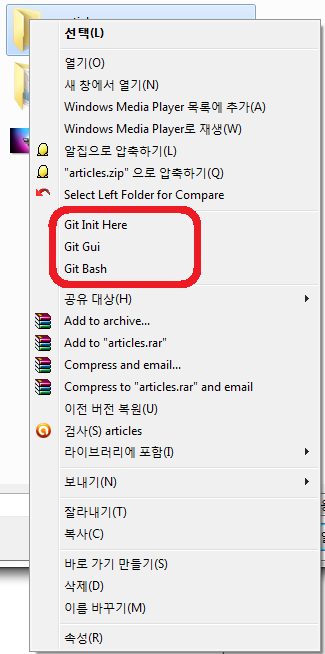 선택(L)
열기(O)
새 창에서 열기(N)
Windows Media Player 목록에 추가(A)
Windows Media Player로 재생(W)
알집으로 압축하기(L)
"articles.zip" 으로 압축하기(Q)
Select Left Folder for Compare
Git Init Here
Git Gui
Git Bash
공유 대상(H)
Add to archive...
Add to "articles.rar"
Compress and email...
Compress to "articles.rar" and email
이전 버전 복원(U)
검사(S) articles
라이브러리에 포함(I)
보내기(N)
잘라내기(T)
복사(C)
바로 가기 만들기(S)
삭제(D)
이름 바꾸기(M)
속성(R)